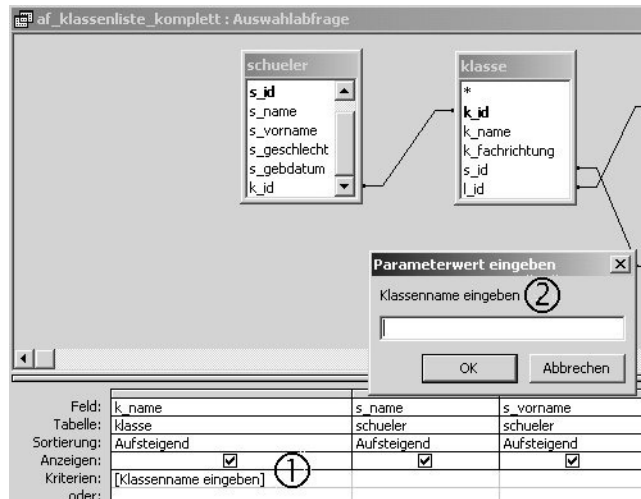 af_klassenliste_komplett : Auswahlabfrage
schueler
s_id
s_name
s_vorname
s_geschlecht
s_gebdatum
k_id
klasse
*
k_id
k_name
k_fachrichtung
s_id
l_id
Parameterwert eingeben
Klassenname eingeben ②
OK Abbrechen
Feld: k_name s_name s_vorname
Tabelle: klasse schueler schueler
Sortierung: Aufsteigend Aufsteigend Aufsteigend
Anzeigen:
Kriterien: [Klassenname eingeben] ①
oder: